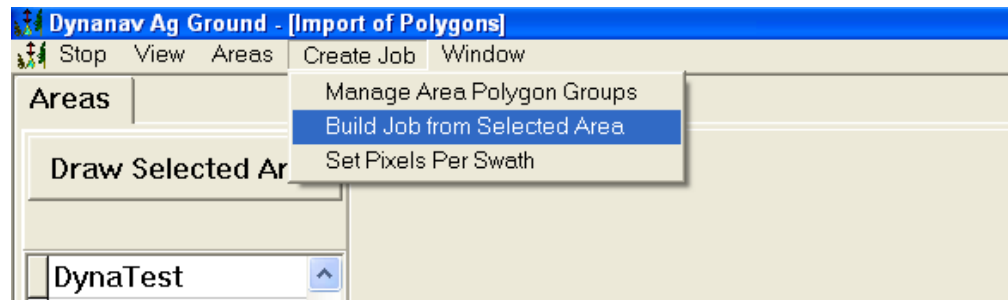 Dynanav Ag Ground - [Import of Polygons]
Stop View Areas Create Job Window
Areas
Manage Area Polygon Groups
Build Job from Selected Area
Set Pixels Per Swath
Draw Selected Ar
DynaTest